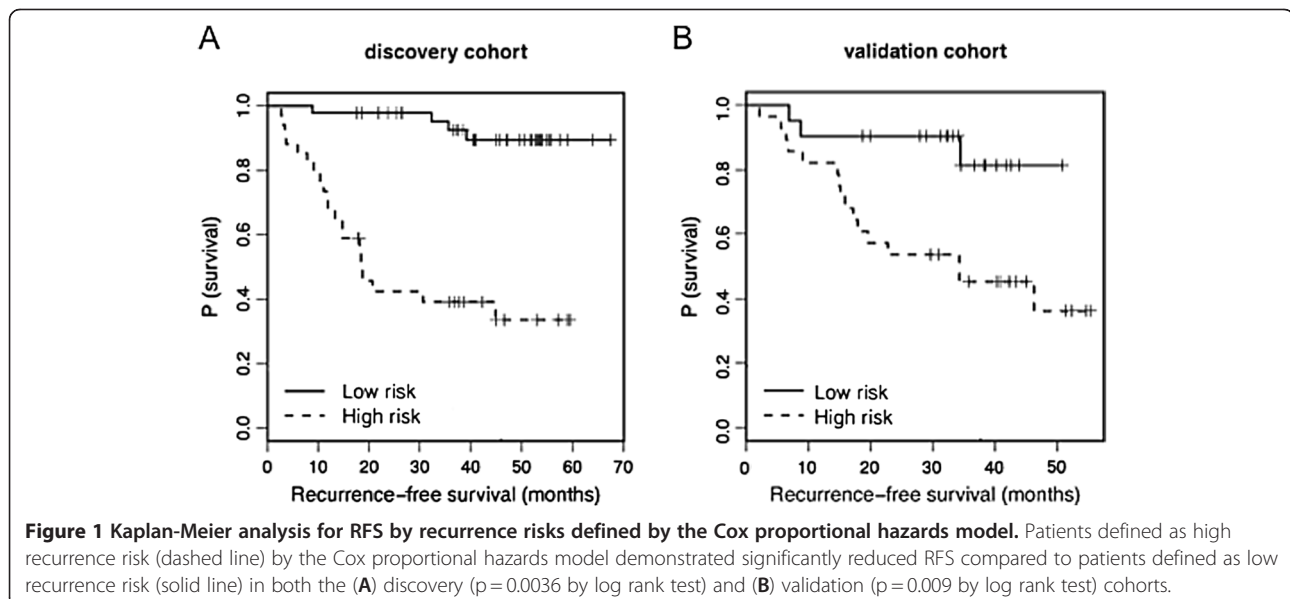 A
discovery cohort
P (survival)
1.0
0.8
0.6
0.4
0.2
0.0
Low risk
High risk
0 10 20 30 40 50 60 70
Recurrence-free survival (months)
B
validation cohort
P (survival)
1.0
0.8
0.6
0.4
0.2
0.0
Low risk
High risk
0 10 20 30 40 50
Recurrence-free survival (months)
Figure 1 Kaplan-Meier analysis for RFS by recurrence risks defined by the Cox proportional hazards model. Patients defined as high
recurrence risk (dashed line) by the Cox proportional hazards model demonstrated significantly reduced RFS compared to patients defined as low
recurrence risk (solid line) in both the (A) discovery (p = 0.0036 by log rank test) and (B) validation (p = 0.009 by log rank test) cohorts.